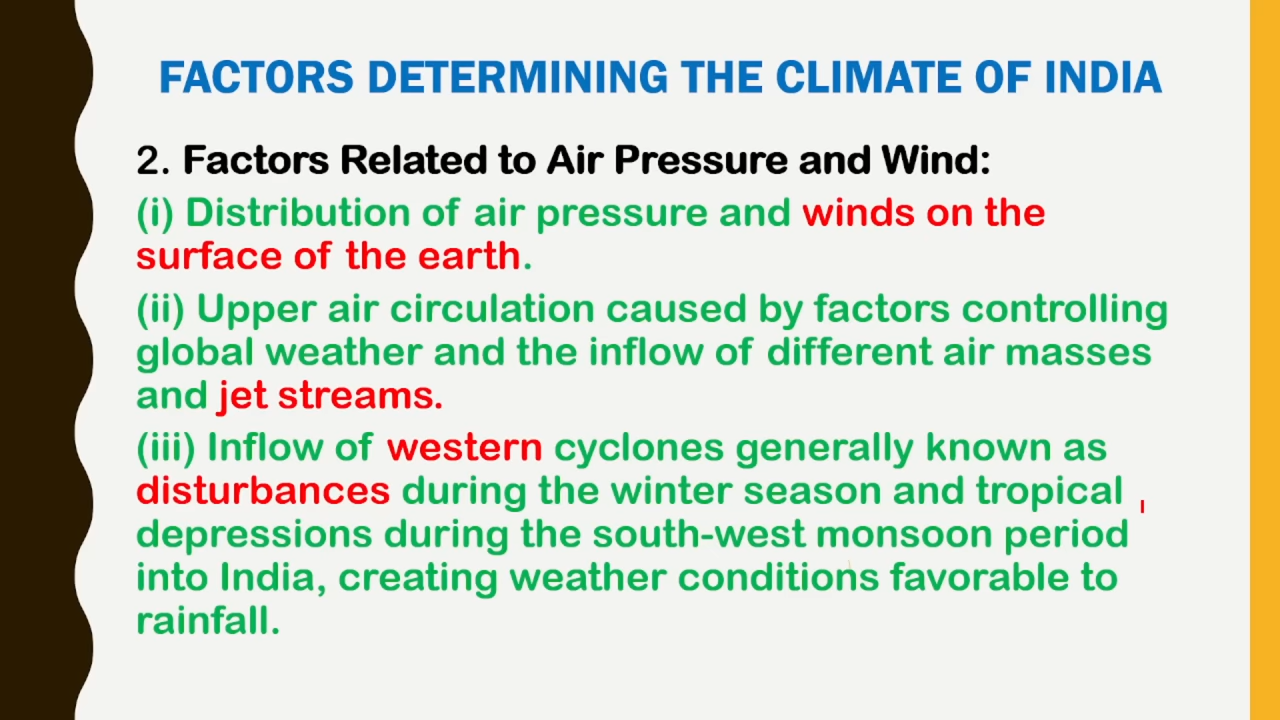 FACTORS DETERMINING THE CLIMATE OF INDIA
2. Factors Related to Air Pressure and Wind:
(i) Distribution of air pressure and winds on the
surface of the earth.
(ii) Upper air circulation caused by factors controlling
global weather and the inflow of different air masses
and jet streams.
(iii) Inflow of western cyclones generally known as
disturbances during the winter season and tropical
depressions during the south-west monsoon period
into India, creating weather conditions favorable to
rainfall.